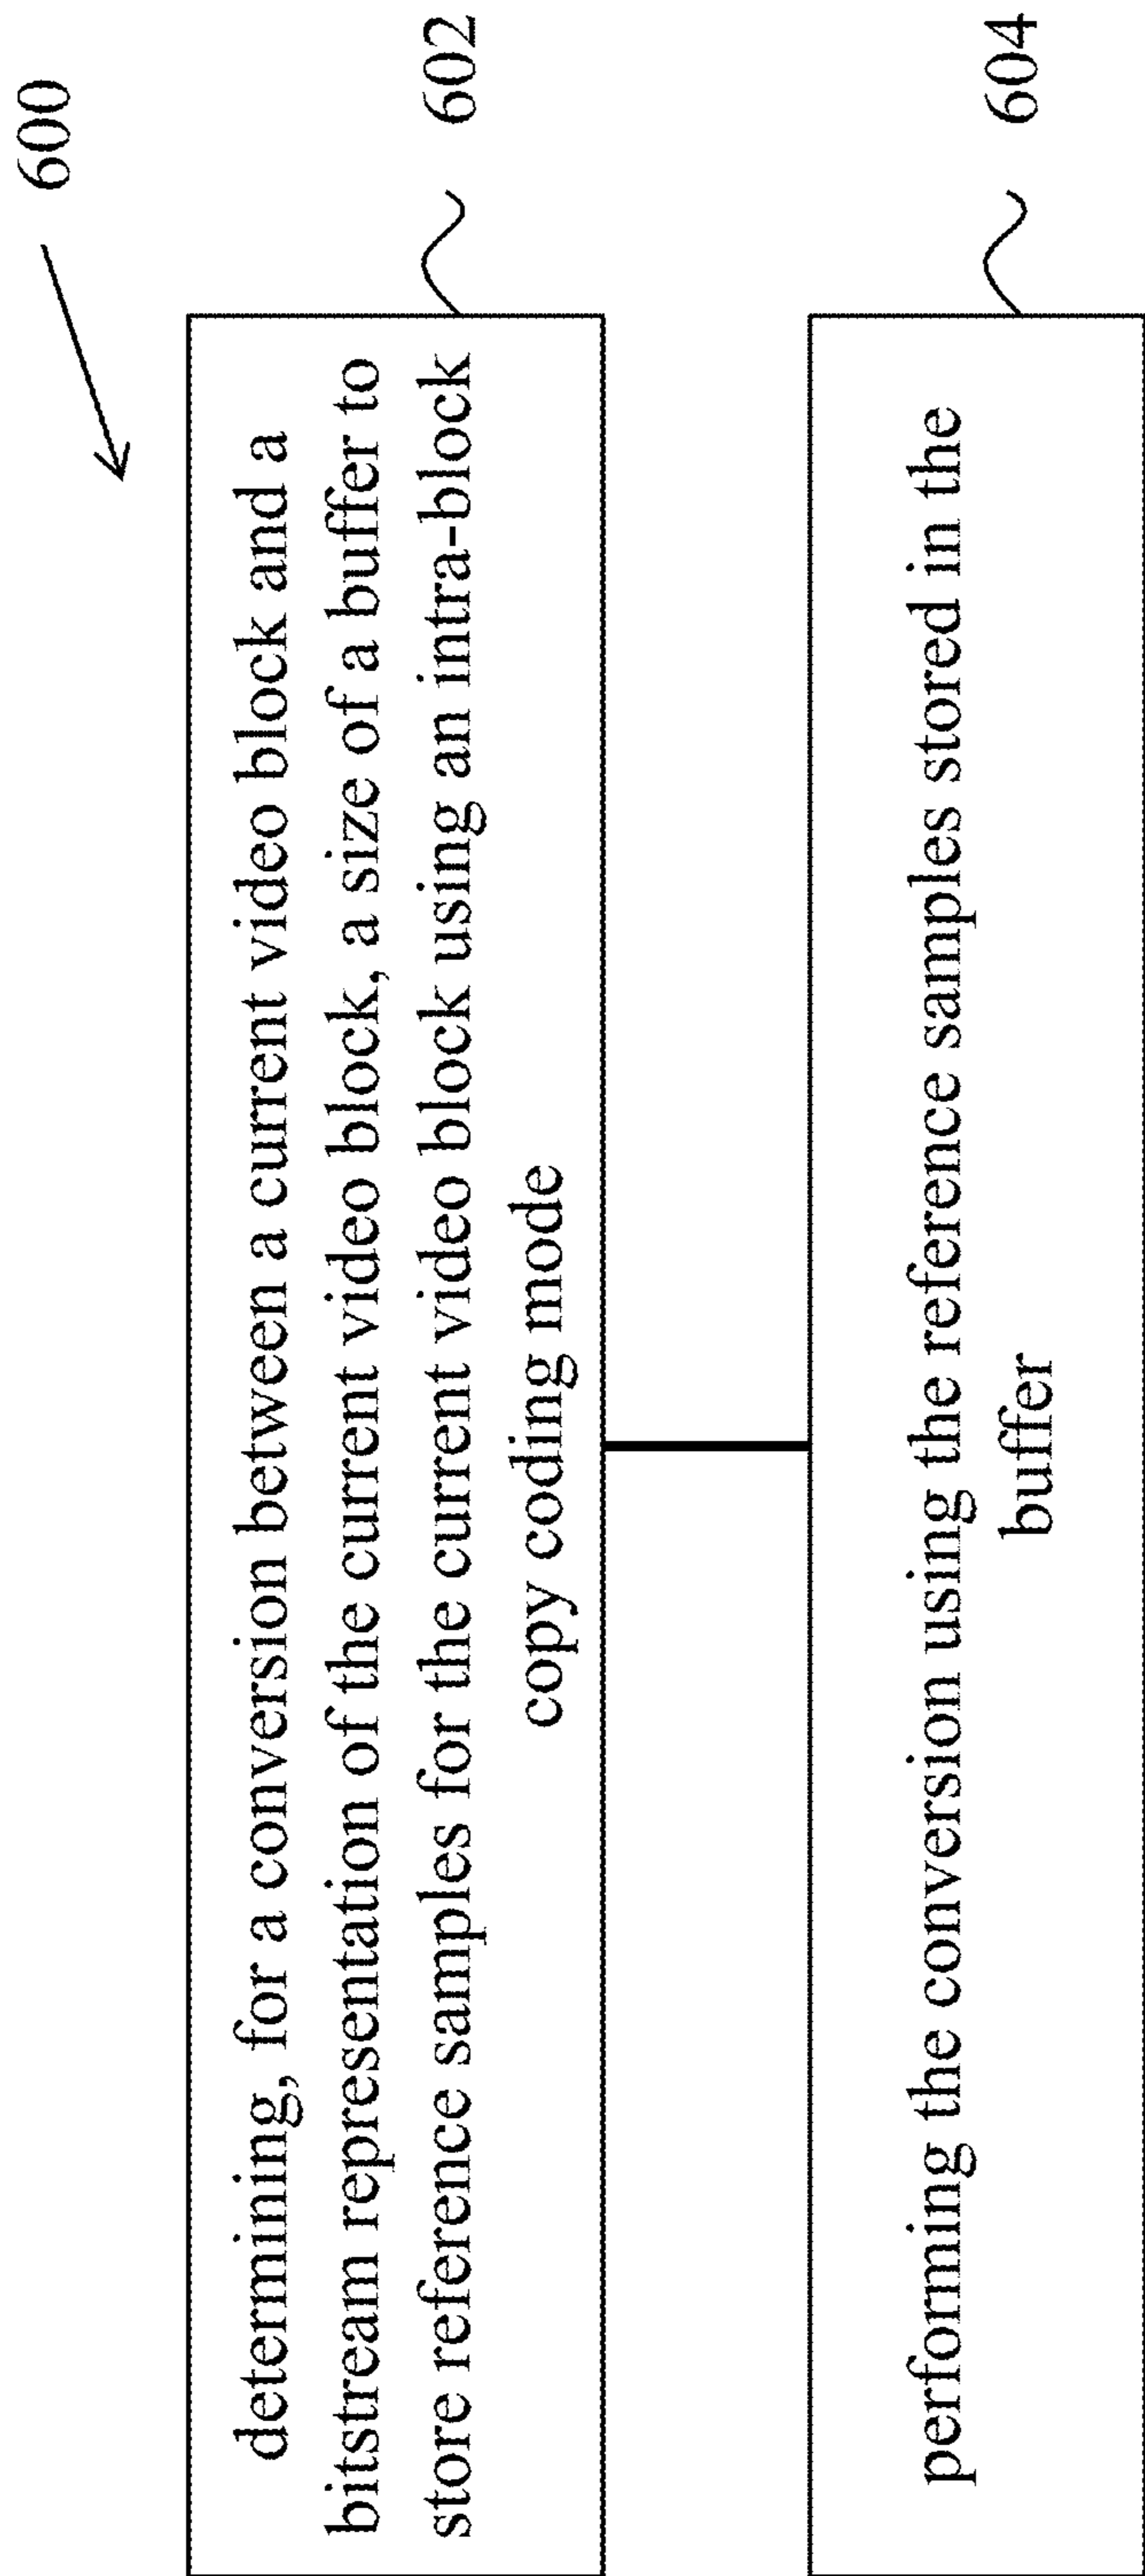 600
determining, for a conversion between a current video block and a
bitstream representation of the current video block, a size of a buffer to
store reference samples for the current video block using an intra-block
copy coding mode
602
performing the conversion using the reference samples stored in the
buffer
604